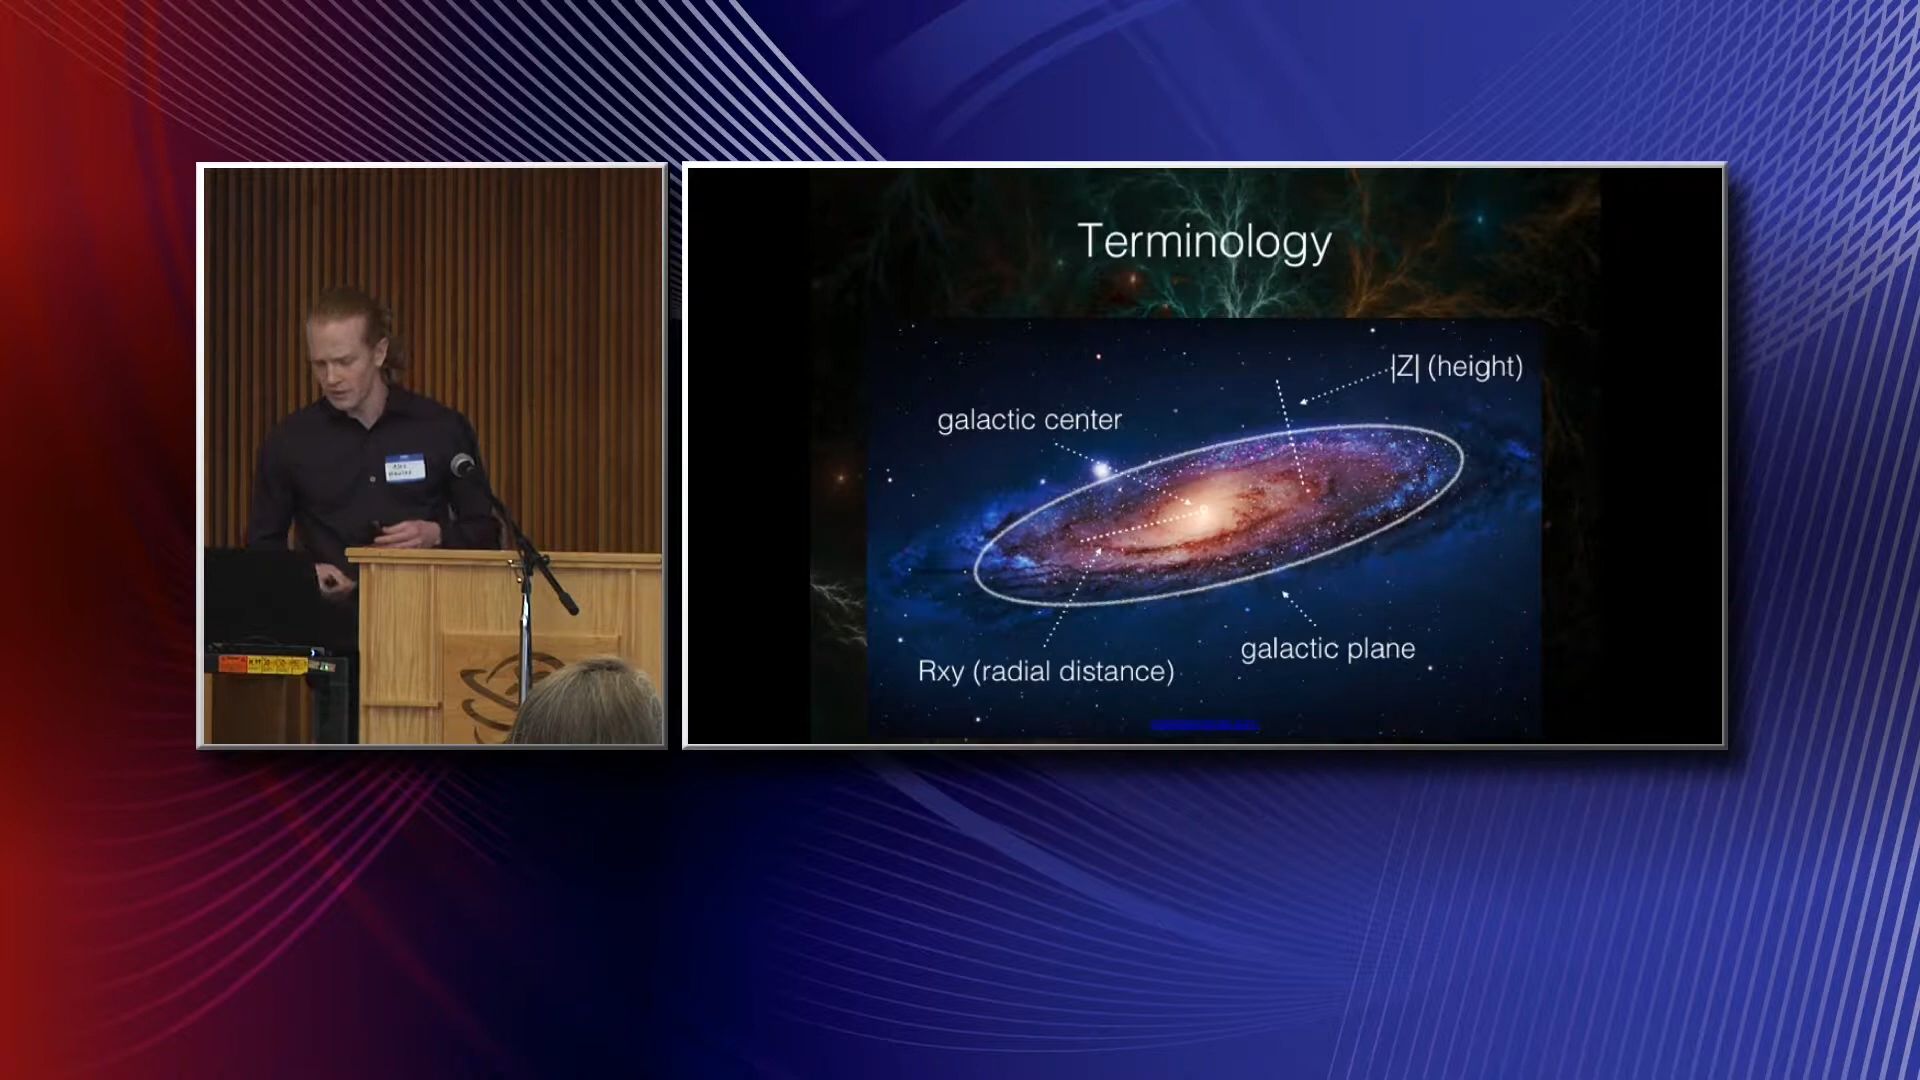 Terminology
|Z| (height)
galactic center
galactic plane
Rxy (radial distance)